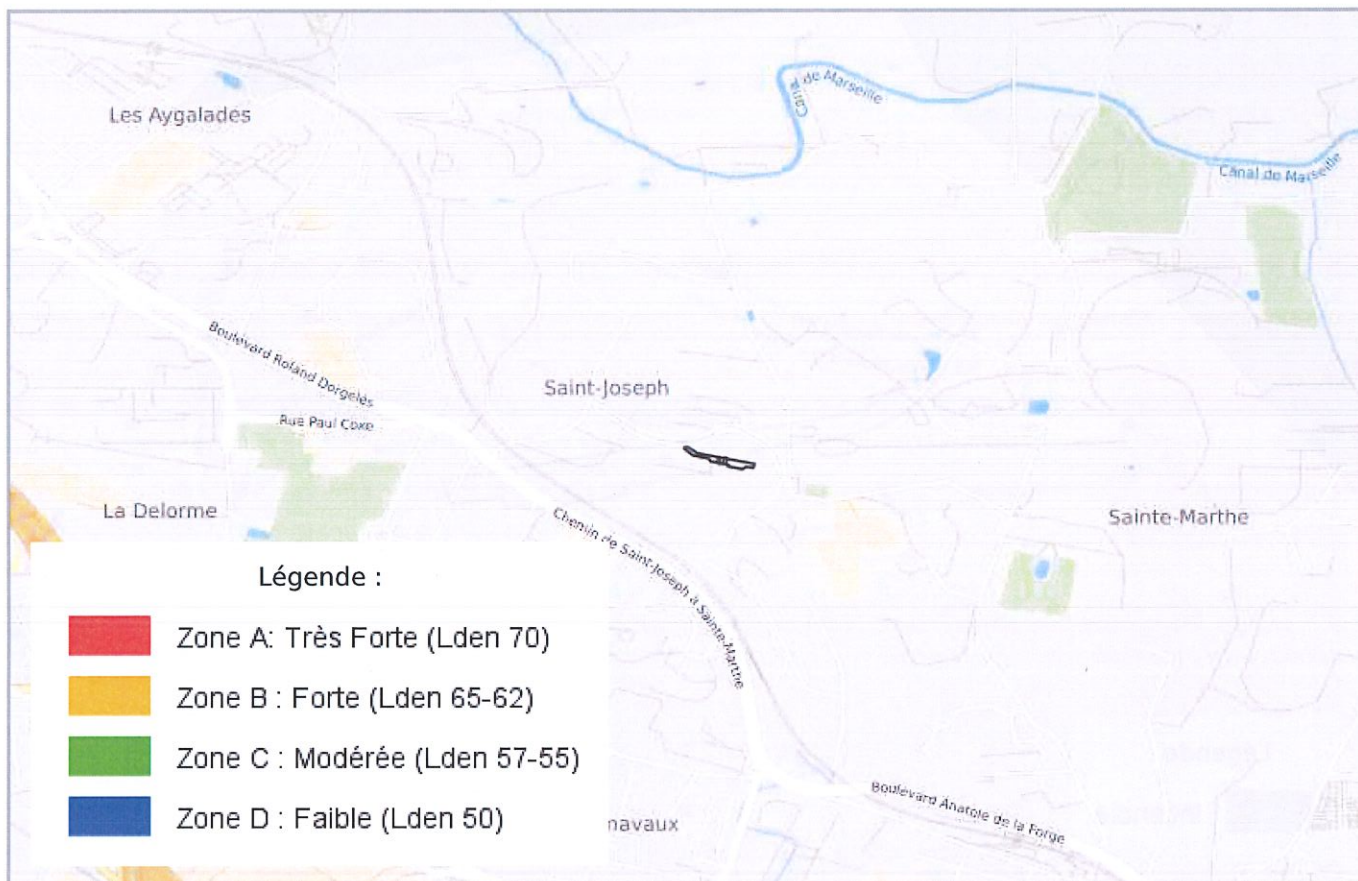 Les Aygalades
Canal de Marseille
Canal de Marseille
Boulevard Roland Dorgelès
Saint-Joseph
Rue Paul Coxe
La Delorme
Sainte-Marthe
Chemin de Saint-Joseph à Sainte-Marthe
Légende :
Zone A: Très Forte (Lden 70)
Zone B : Forte (Lden 65-62)
Zone C : Modérée (Lden 57-55)
Zone D : Faible (Lden 50)
navaux
Boulevard Anatole de la Forge